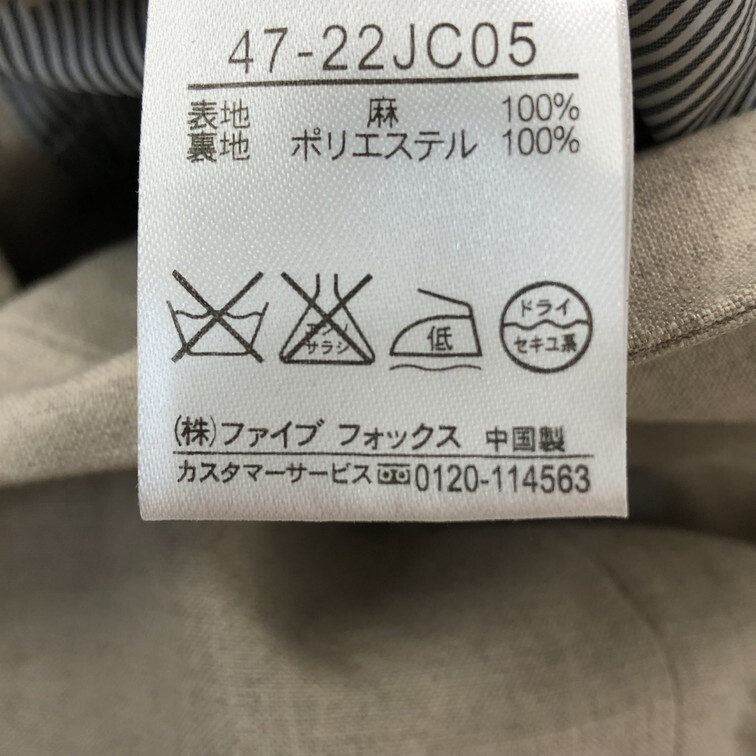 47-22JC05
表地 麻 100%
裏地 ポリエステル 100%
エンソ サラシ 低 ドライ セキユ系
(株)ファイブ フォックス 中国製
カスタマーサービス 0120-114563